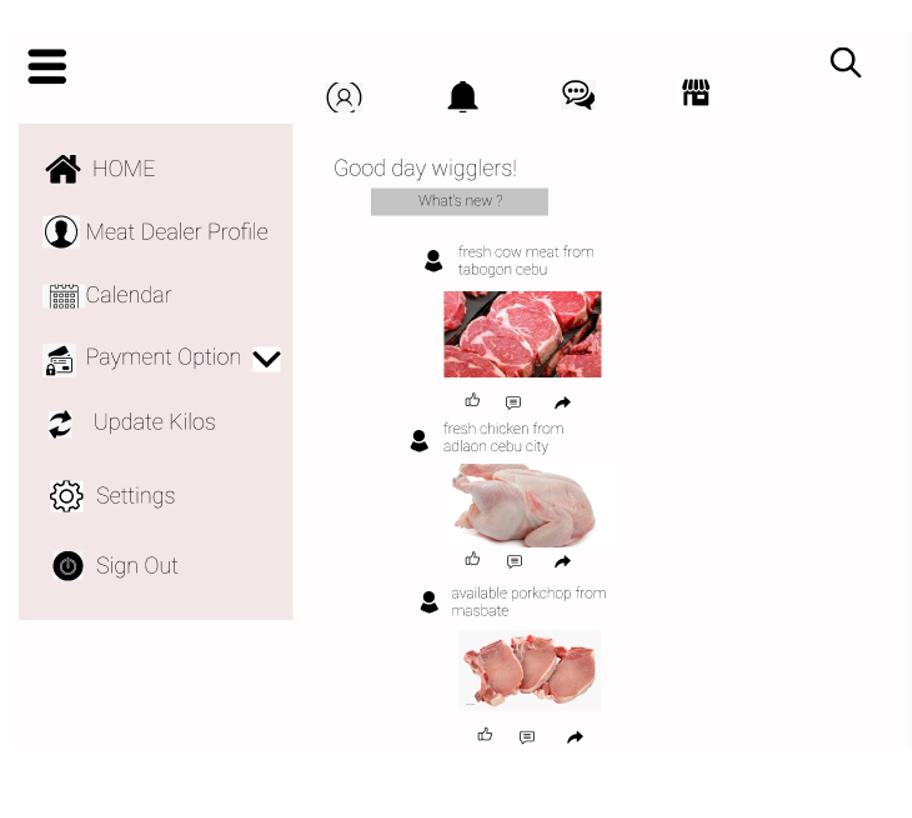 HOME
Meat Dealer Profile
Calendar
Payment Option
Update Kilos
Settings
Sign Out
Good day wigglers!
What's new ?
fresh cow meat from
tabogon cebu
fresh chicken from
adlaon cebu city
available porkchop from
masbate